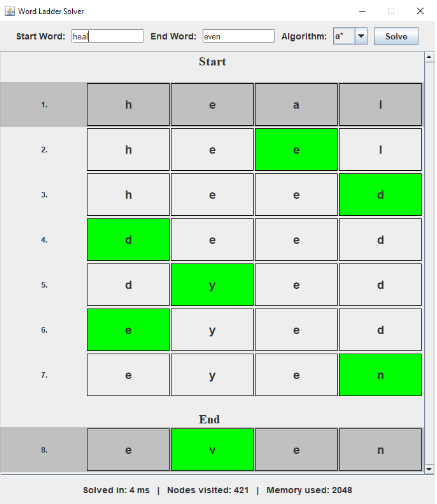 Word Ladder Solver
Start Word: heal End Word: even Algorithm: a* Solve
Start
1. h e a l
2. h e e l
3. h e e d
4. d e e d
5. d y e d
6. e y e d
7. e y e n
End
8. e v e n
Solved in: 4 ms | Nodes visited: 421 | Memory used: 2048